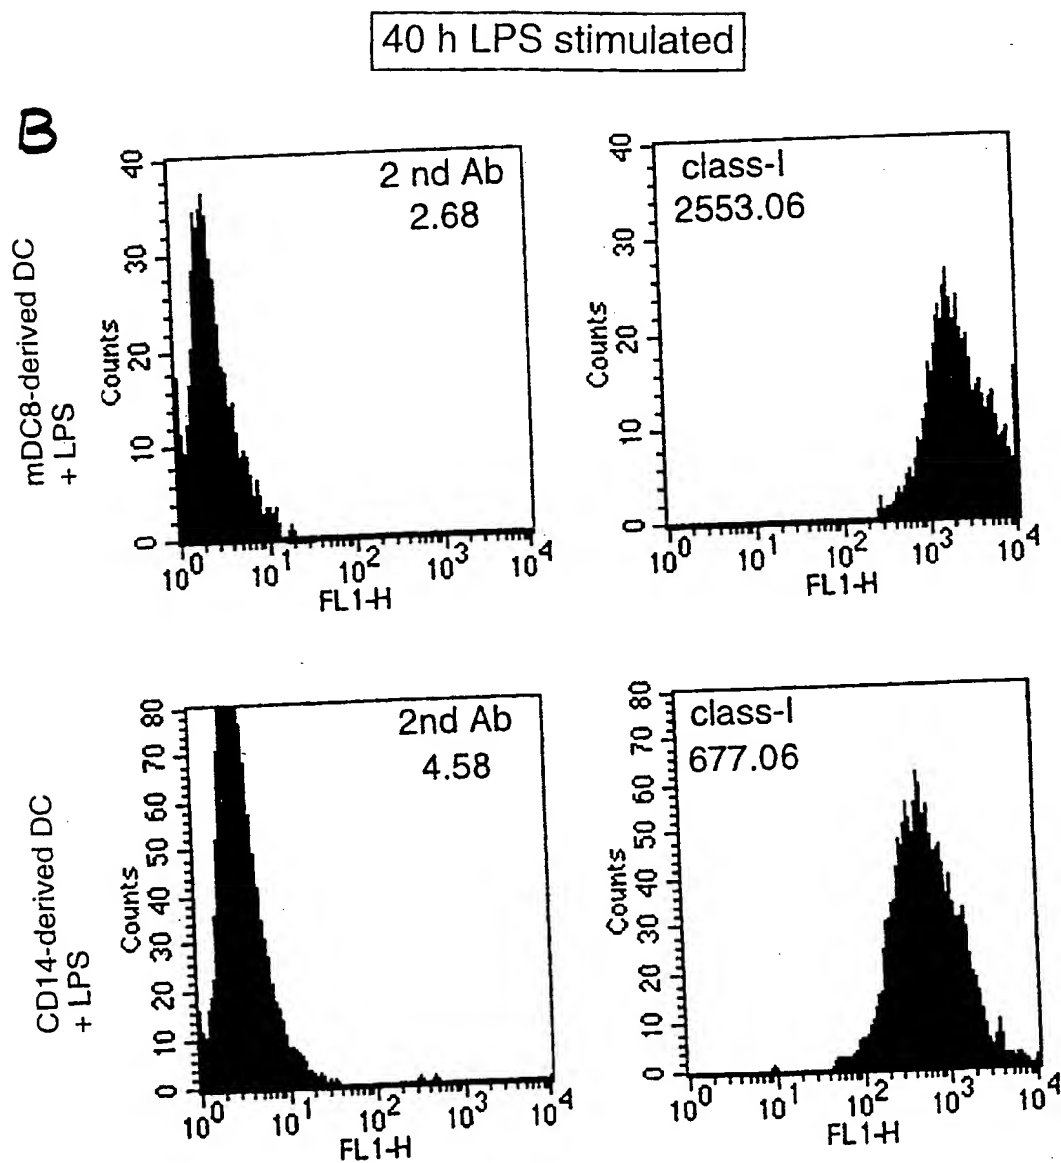 40 h LPS stimulated
B
mDC8-derived DC
+ LPS
40
30
20
10
0
Counts
2 nd Ab
2.68
10^0 10^1 10^2 10^3 10^4
FL1-H
40
30
20
10
0
Counts
class-I
2553.06
10^0 10^1 10^2 10^3 10^4
FL1-H
CD14-derived DC
+ LPS
80
70
60
50
40
30
20
10
0
Counts
2nd Ab
4.58
10^0 10^1 10^2 10^3 10^4
FL1-H
80
70
60
50
40
30
20
10
0
Counts
class-I
677.06
10^0 10^1 10^2 10^3 10^4
FL1-H